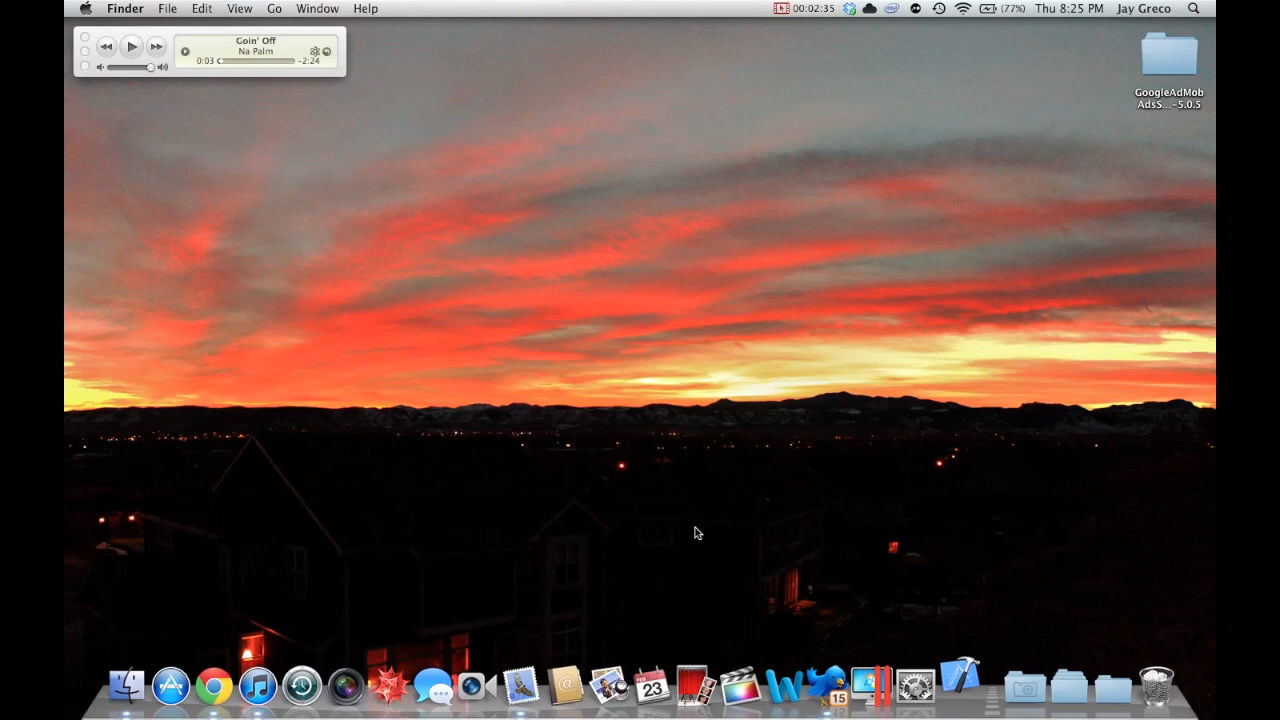 Finder File Edit View Go Window Help 00:02:35 (77%) Thu 8:25 PM Jay Greco
Goin' Off
Na Palm
0:03 -2:24
GoogleAdMob
AdsS...-5.0.5
FEB
23
15